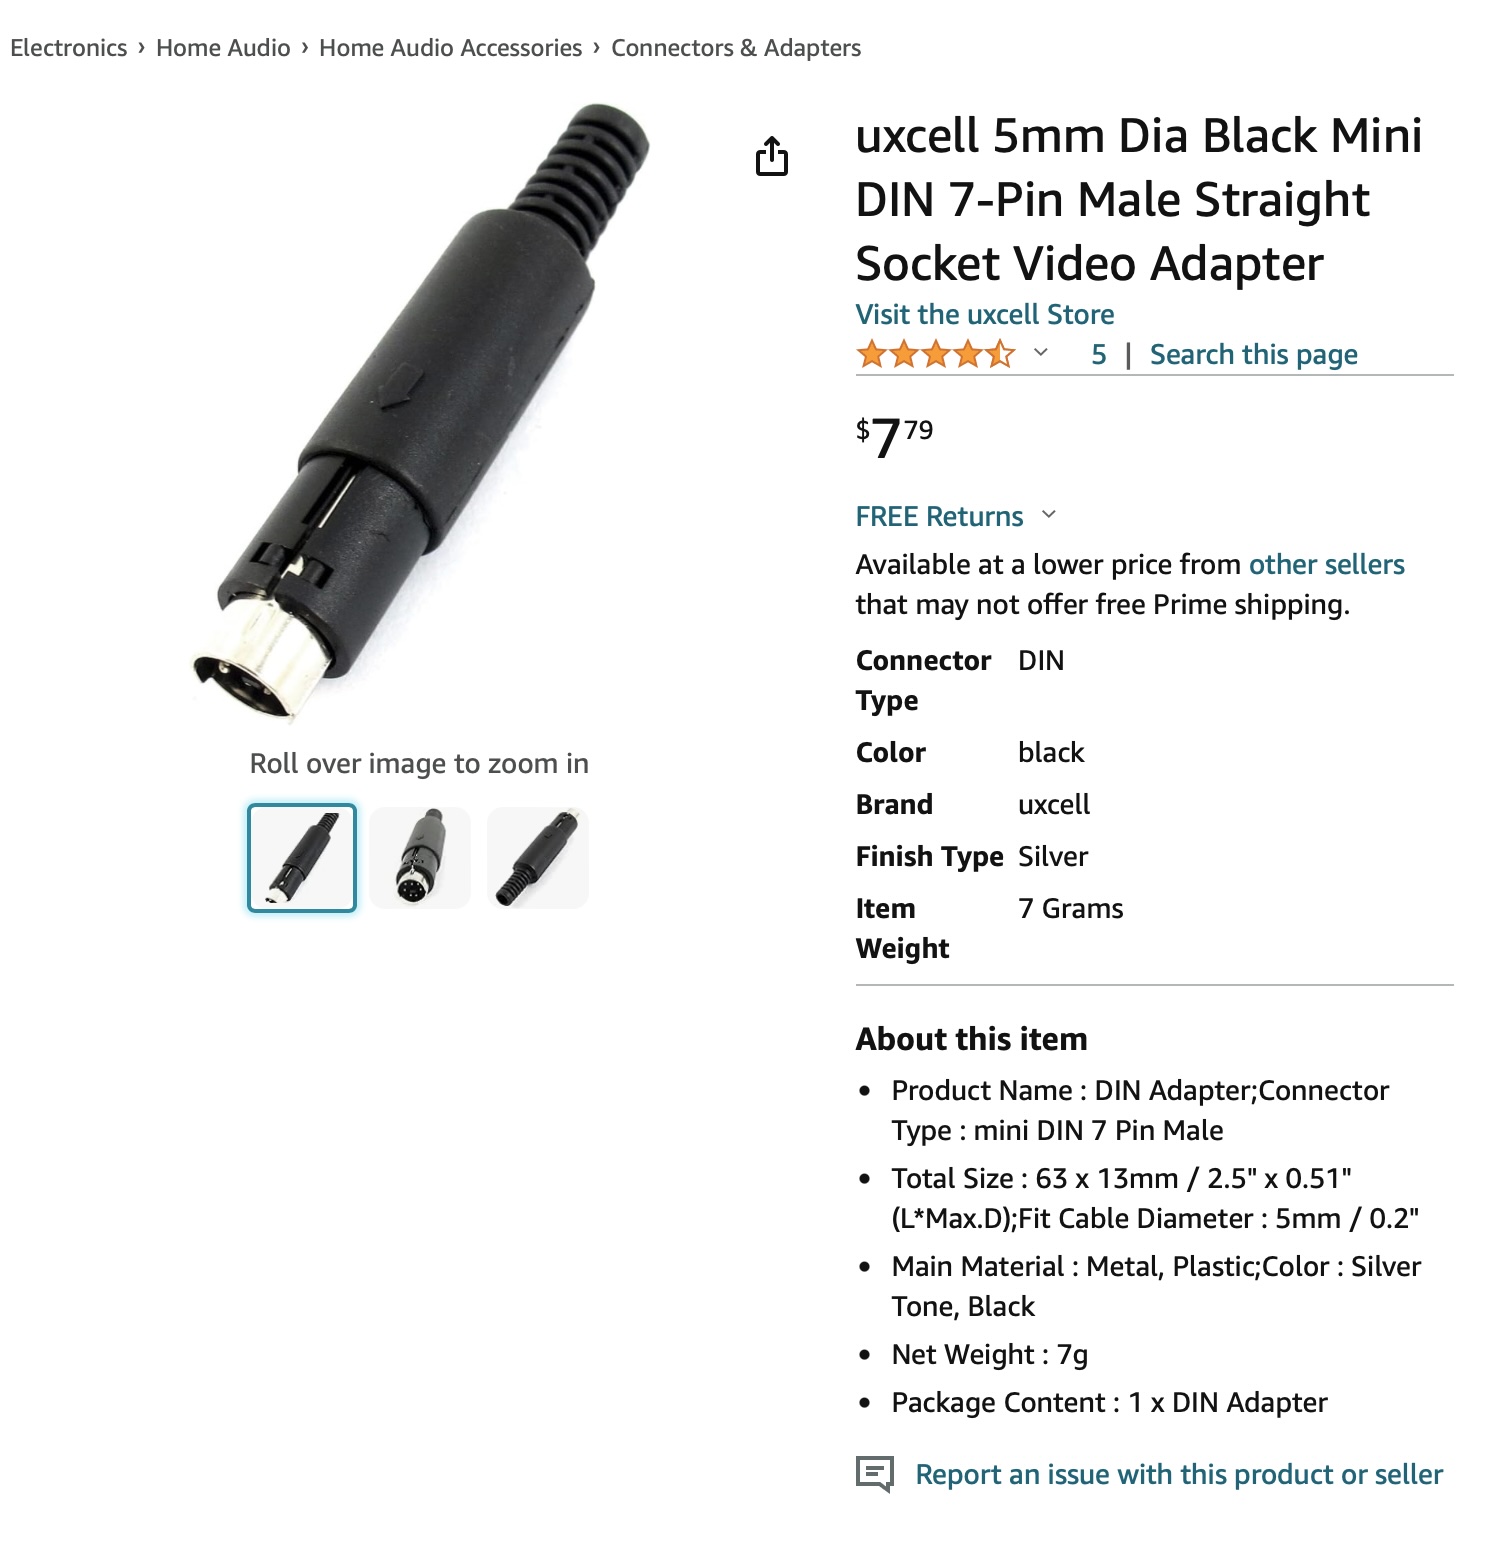 Electronics › Home Audio › Home Audio Accessories › Connectors & Adapters
uxcell 5mm Dia Black Mini
DIN 7-Pin Male Straight
Socket Video Adapter
Visit the uxcell Store
5 | Search this page
$7 79
FREE Returns
Available at a lower price from other sellers
that may not offer free Prime shipping.
Connector Type DIN
Color black
Brand uxcell
Finish Type Silver
Item Weight 7 Grams
Roll over image to zoom in
About this item
• Product Name : DIN Adapter;Connector
Type : mini DIN 7 Pin Male
• Total Size : 63 x 13mm / 2.5" x 0.51"
(L*Max.D);Fit Cable Diameter : 5mm / 0.2"
• Main Material : Metal, Plastic;Color : Silver
Tone, Black
• Net Weight : 7g
• Package Content : 1 x DIN Adapter
Report an issue with this product or seller